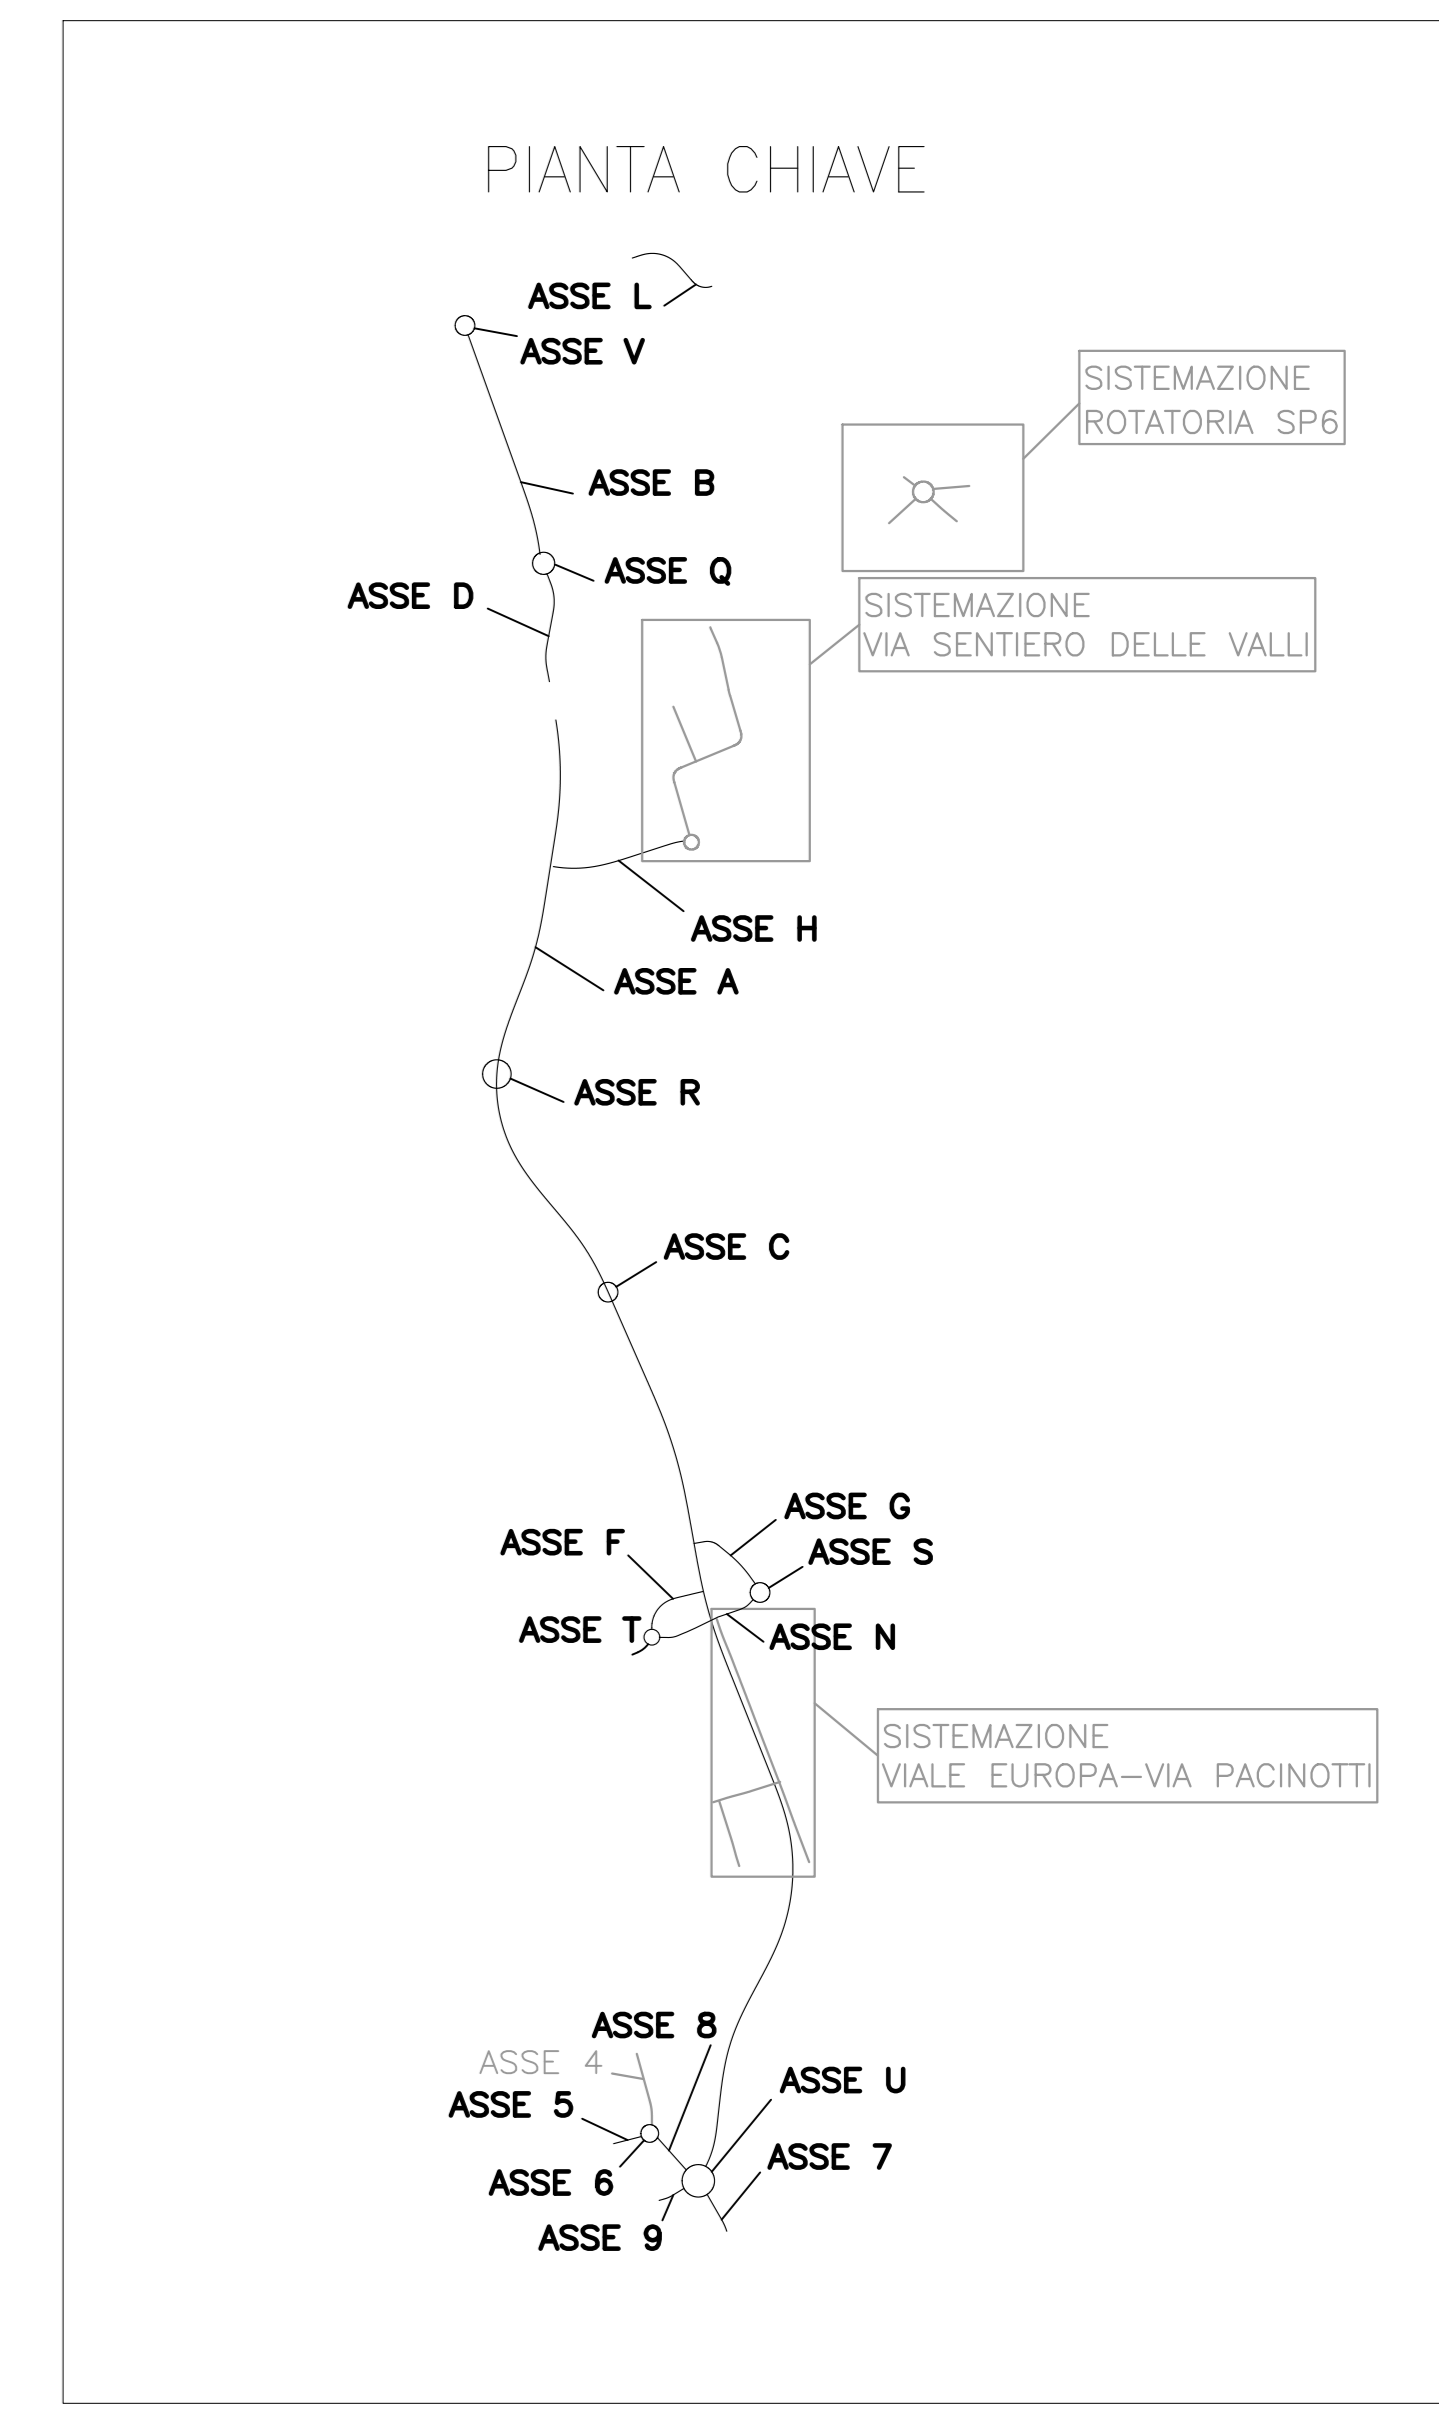 PIANTA CHIAVE
ASSE L
ASSE V
SISTEMAZIONE
ROTATORIA SP6
ASSE B
ASSE Q
ASSE D
SISTEMAZIONE
VIA SENTIERO DELLE VALLI
ASSE H
ASSE A
ASSE R
ASSE C
ASSE G
ASSE F
ASSE S
ASSE T
ASSE N
SISTEMAZIONE
VIALE EUROPA-VIA PACINOTTI
ASSE 8
ASSE 4
ASSE U
ASSE 5
ASSE 7
ASSE 6
ASSE 9